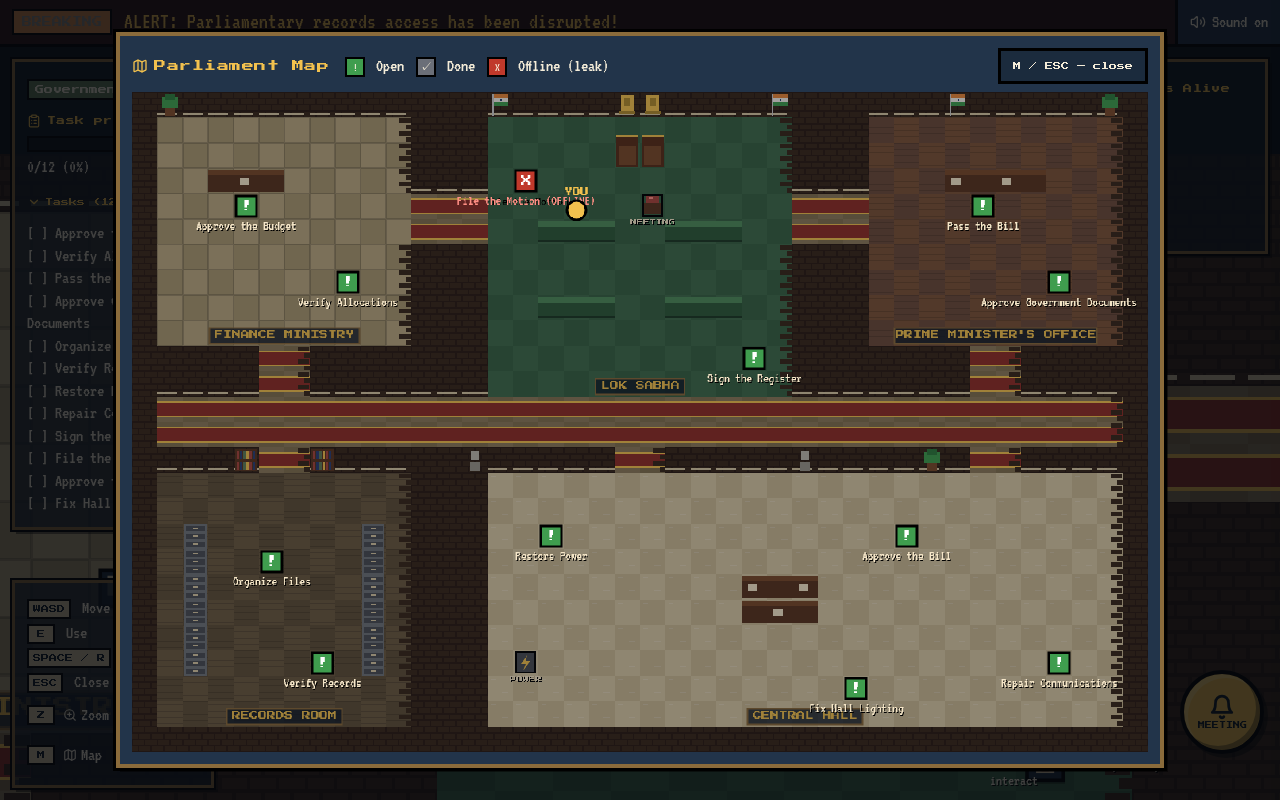 BREAKING
ALERT: Parliamentary records access has been disrupted!
Sound on
Parliament Map
! Open
✓ Done
x Offline (leak)
M / ESC — close
s Alive
Governmen
Task pr
0/12 (0%)
Tasks (12
[ ] Approve
[ ] Verify A
[ ] Pass the
[ ] Approve
Documents
[ ] Organize
[ ] Verify R
[ ] Restore
[ ] Repair C
[ ] Sign the
[ ] File the
[ ] Approve
[ ] Fix Hall
YOU
File the Motion (OFFLINE)
MEETING
Approve the Budget
Pass the Bill
Verify Allocations
Approve Government Documents
FINANCE MINISTRY
PRIME MINISTER'S OFFICE
Sign the Register
LOK SABHA
Restore Power
Approve the Bill
Organize Files
Verify Records
POWER
Repair Communications
Fix Hall Lighting
RECORDS ROOM
CENTRAL HALL
WASD Move
E Use
SPACE / R
ESC Close
Z Zoom
M Map
MEETING
interact